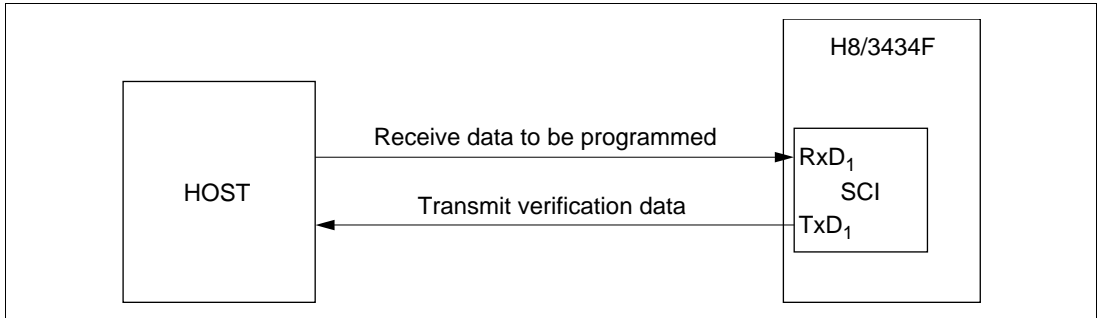 H8/3434F
Receive data to be programmed
RxD1
HOST
SCI
Transmit verification data
TxD1